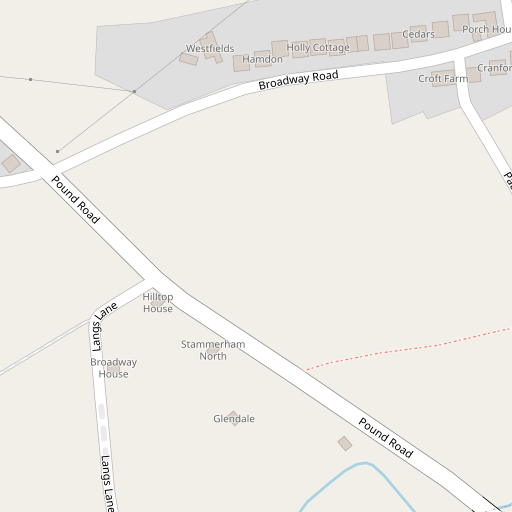 Cedars
Porch Hou
Westfields
Holly Cottage
Hamdon
Cranfor
Broadway Road
Croft Farm
Pound Road
Hilltop
House
Langs Lane
Stammerham
North
Broadway
House
Glendale
Pound Road
Langs Lane